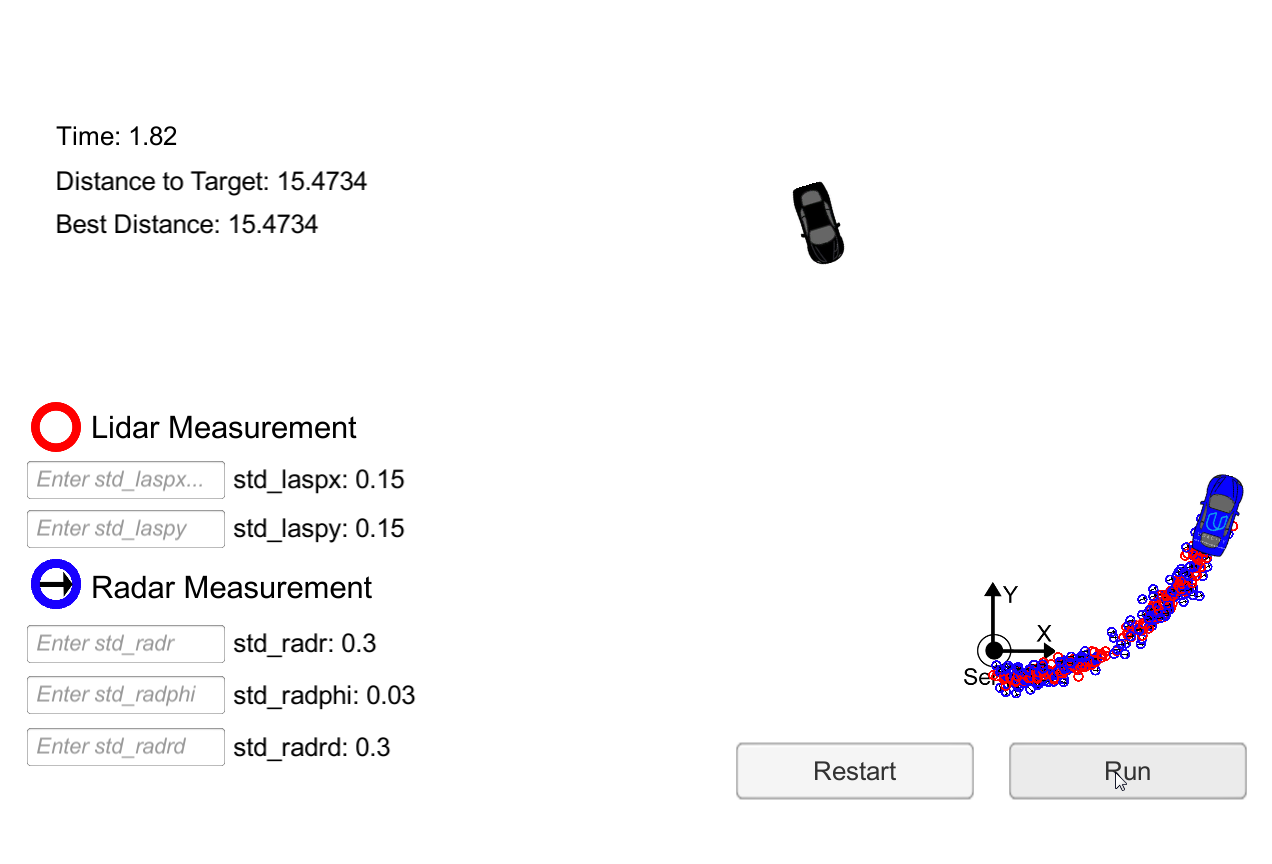 Time: 1.82
Distance to Target: 15.4734
Best Distance: 15.4734
Lidar Measurement
Enter std_laspx... std_laspx: 0.15
Enter std_laspy std_laspy: 0.15
Radar Measurement
Enter std_radr std_radr: 0.3
Enter std_radphi std_radphi: 0.03
Enter std_radrd std_radrd: 0.3
Y
X
Se
Restart
Run